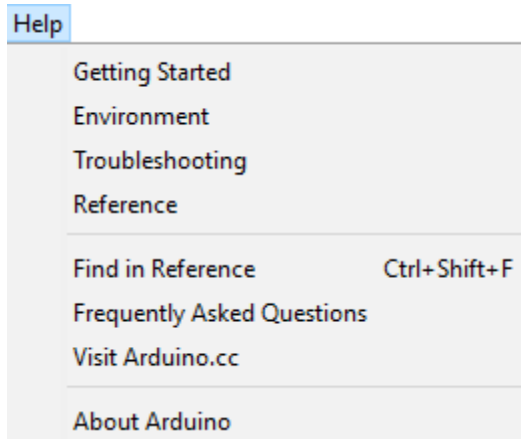 Help
Getting Started
Environment
Troubleshooting
Reference
Find in Reference Ctrl+Shift+F
Frequently Asked Questions
Visit Arduino.cc
About Arduino